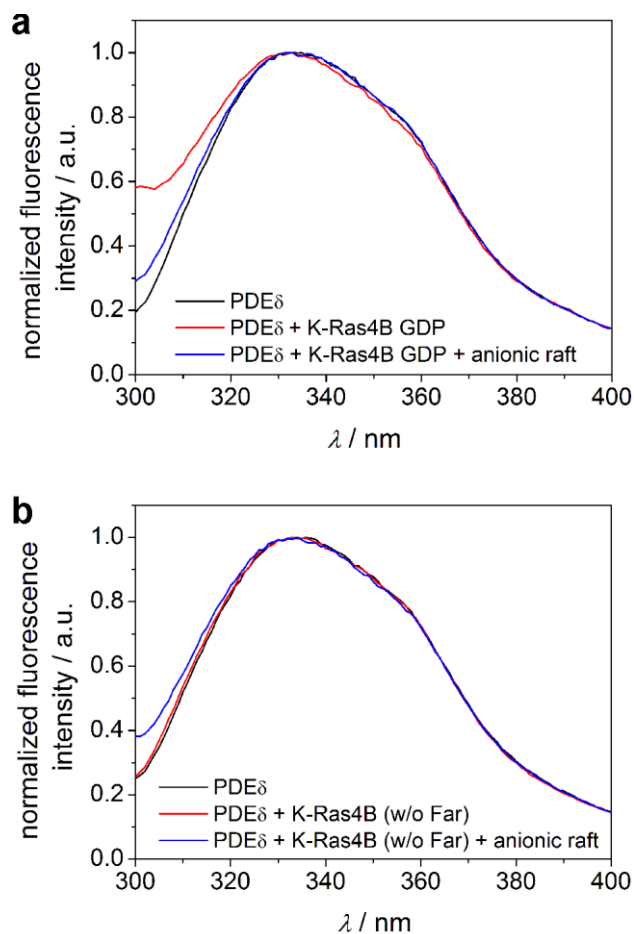 a
normalized fluorescence
intensity / a.u.
1.0
0.8
0.6
0.4
0.2
0.0
PDEδ
PDEδ + K-Ras4B GDP
PDEδ + K-Ras4B GDP + anionic raft
300 320 340 360 380 400
λ / nm
b
normalized fluorescence
intensity / a.u.
1.0
0.8
0.6
0.4
0.2
0.0
PDEδ
PDEδ + K-Ras4B (w/o Far)
PDEδ + K-Ras4B (w/o Far) + anionic raft
300 320 340 360 380 400
λ / nm